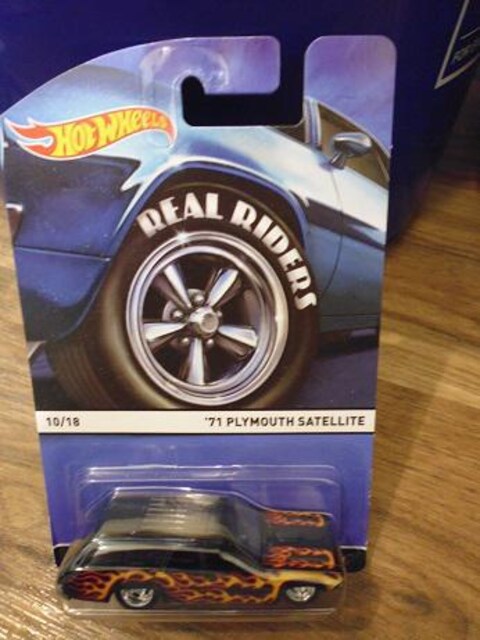 HOT WHEELS
REAL RIDERS
10/18
'71 PLYMOUTH SATELLITE